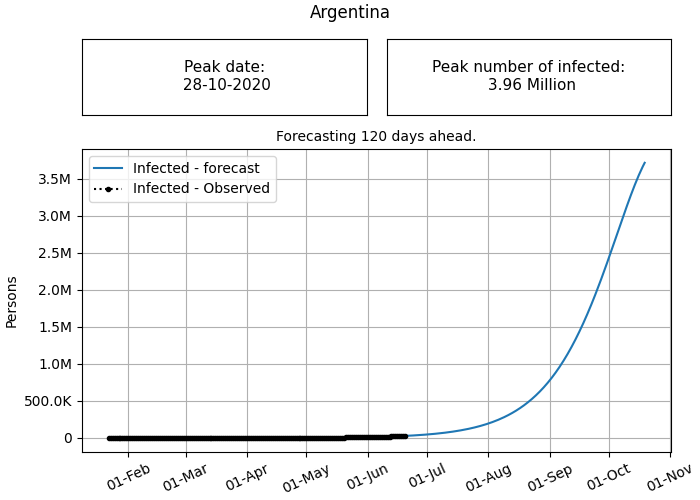 Argentina
Peak date:
28-10-2020
Peak number of infected:
3.96 Million
Forecasting 120 days ahead.
Infected - forecast
Infected - Observed
3.5M
3.0M
2.5M
2.0M
1.5M
1.0M
500.0K
0
Persons
01-Feb
01-Mar
01-Apr
01-May
01-Jun
01-Jul
01-Aug
01-Sep
01-Oct
01-Nov